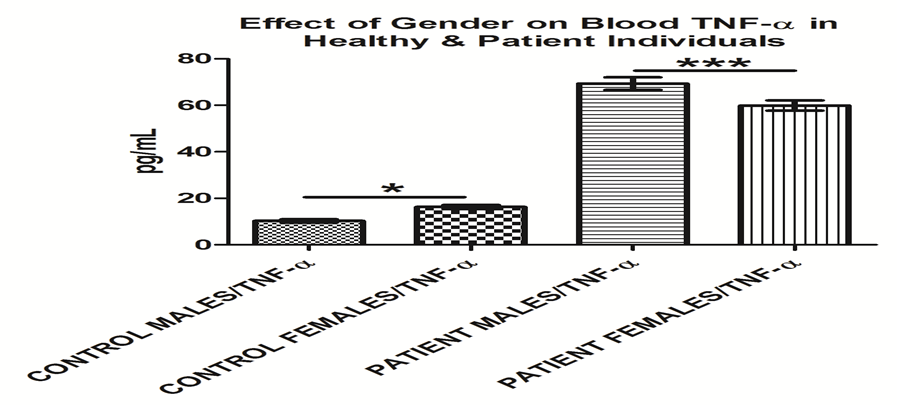 Effect of Gender on Blood TNF-α in
Healthy & Patient Individuals
pg/mL
80
60
40
20
0
*
***
CONTROL MALES/TNF-α
CONTROL FEMALES/TNF-α
PATIENT MALES/TNF-α
PATIENT FEMALES/TNF-α